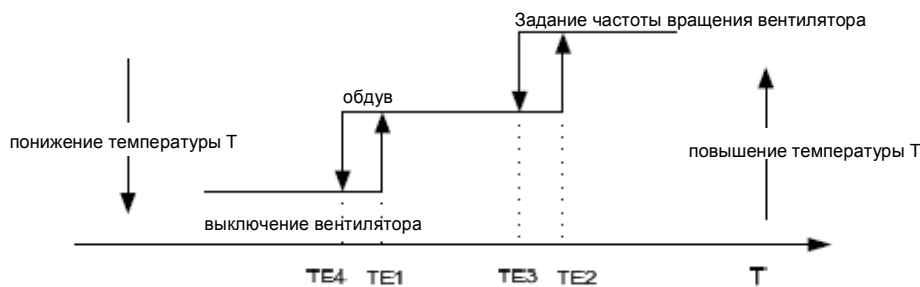 Задание частоты вращения вентилятора
обдув
понижение температуры Т
повышение температуры Т
выключение вентилятора
TE4 TE1 TE3 TE2 T